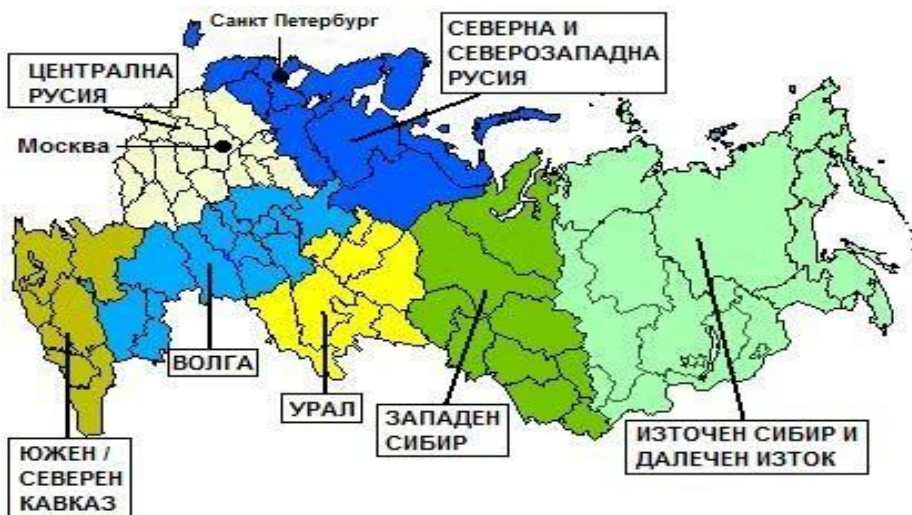 Санкт Петербург
СЕВЕРНА И
СЕВЕРОЗАПАДНА
РУСИЯ
ЦЕНТРАЛНА
РУСИЯ
Москва
ВОЛГА
УРАЛ
ЗАПАДЕН
СИБИР
ИЗТОЧЕН СИБИР И
ДАЛЕЧЕН ИЗТОК
ЮЖЕН /
СЕВЕРЕН
КАВКАЗ